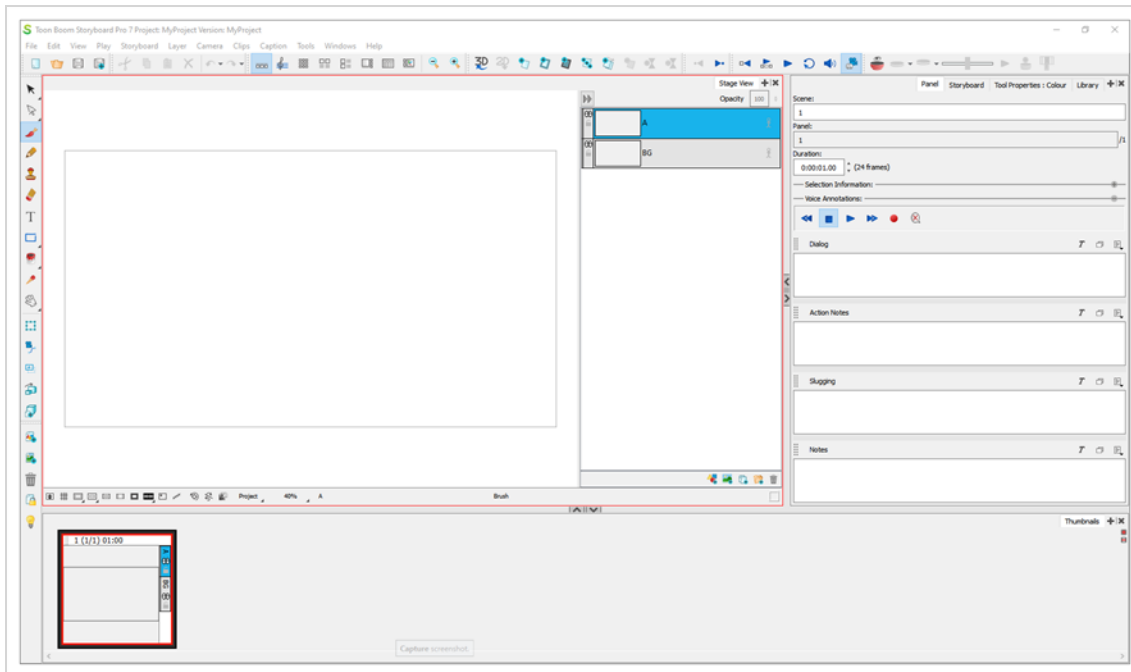 Toon Boom Storyboard Pro 7 Project: MyProject Version: MyProject
File Edit View Play Storyboard Layer Camera Clips Caption Tools Windows Help
3D 2D
Stage View
Panel Storyboard Tool Properties : Colour Library
Opacity 100
Scene:
A
1
Panel:
1 /1
BG
Duration:
0:00:01.00 (24 frames)
Selection Information:
Voice Annotations:
T
Dialog T
Action Notes T
Slugging T
Notes T
Project 40% A Brush
Thumbnails
1 (1/1) 01:00
A
BG
Capture screenshot.